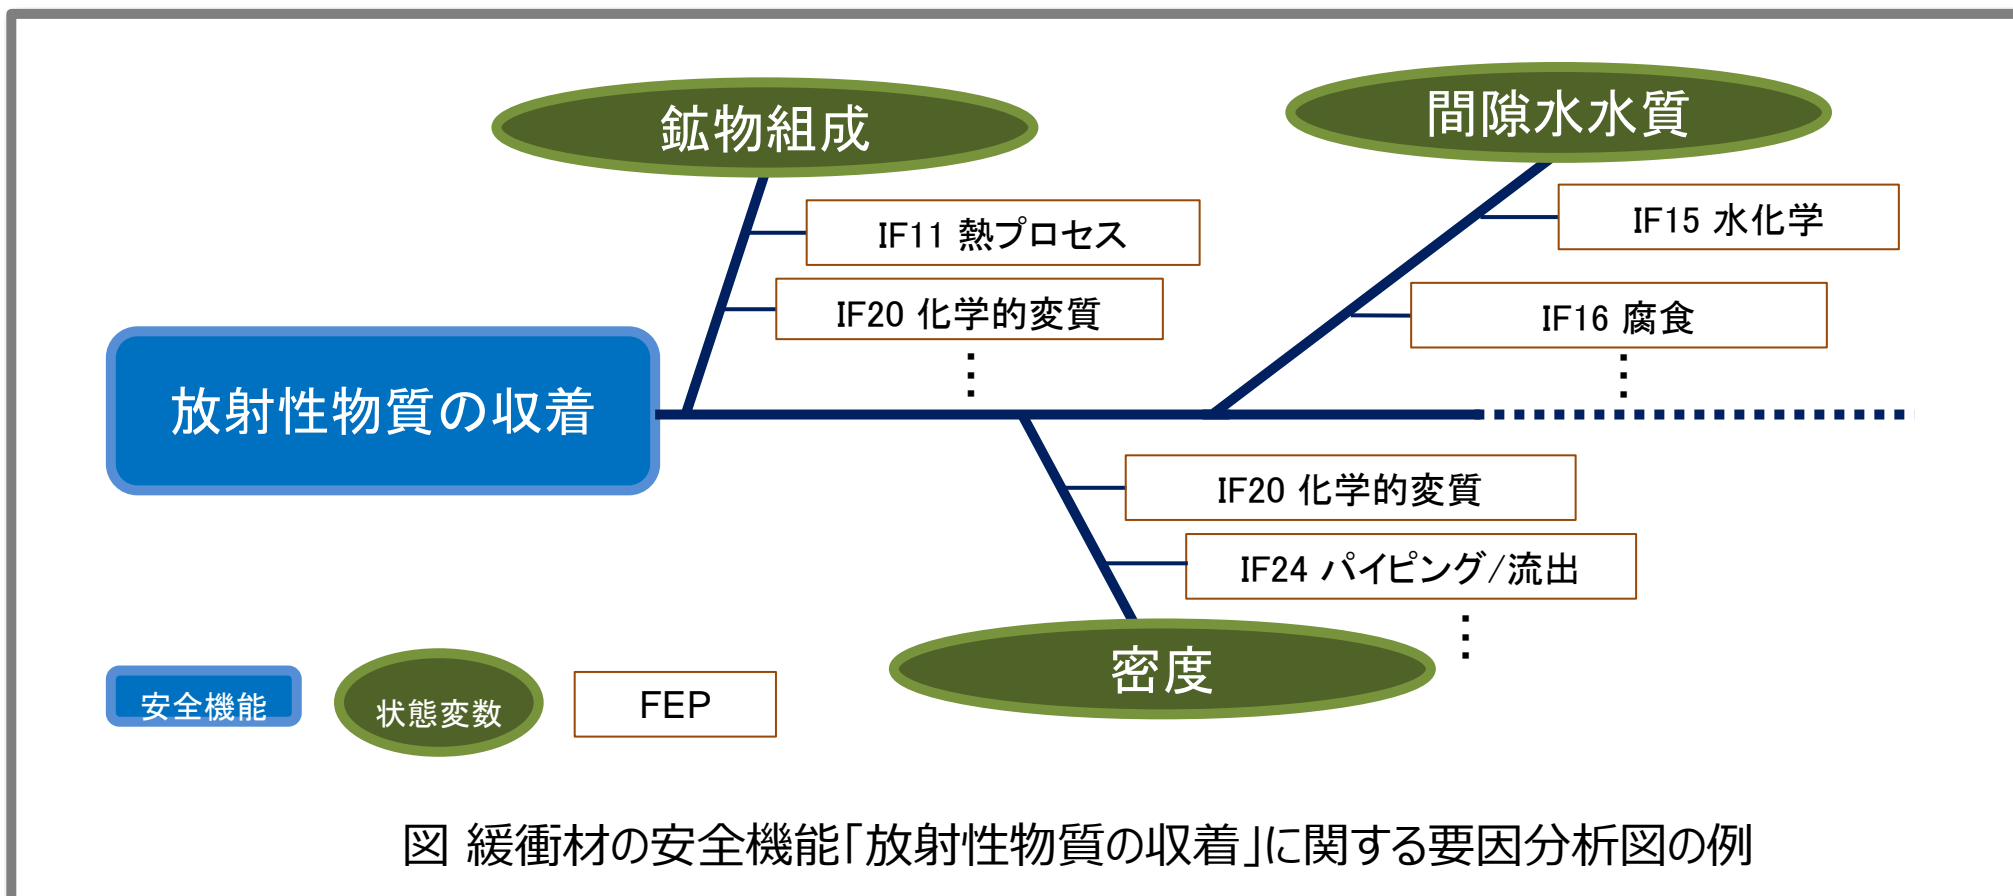 鉱物組成
間隙水水質
IF11 熱プロセス
IF15 水化学
IF20 化学的変質
IF16 腐食
放射性物質の収着
IF20 化学的変質
IF24 パイピング/流出
密度
安全機能
状態変数
FEP
図 緩衝材の安全機能「放射性物質の収着」に関する要因分析図の例